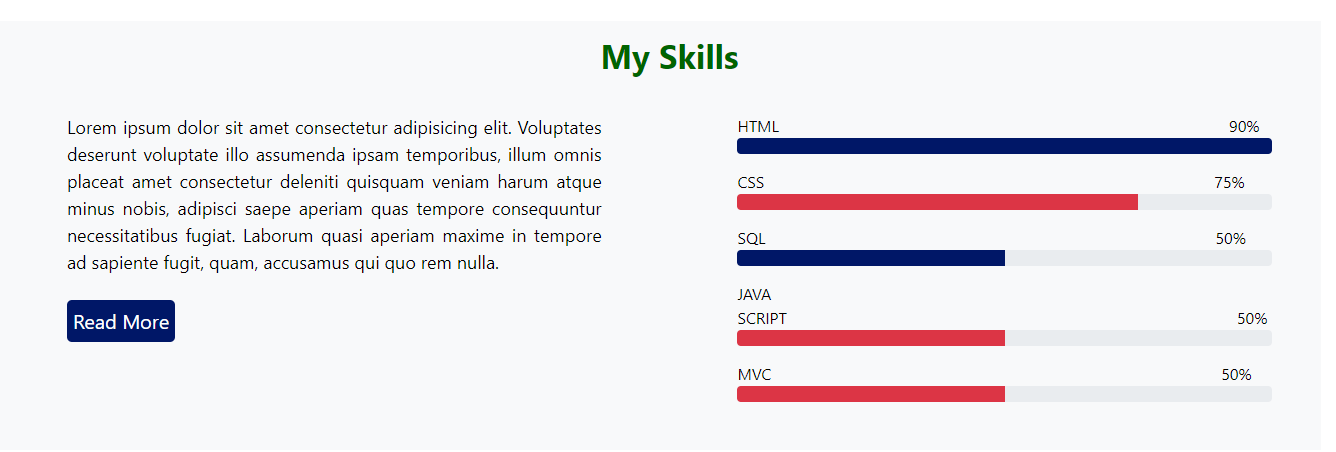 My Skills
Lorem ipsum dolor sit amet consectetur adipisicing elit. Voluptates
deserunt voluptate illo assumenda ipsam temporibus, illum omnis
placeat amet consectetur deleniti quisquam veniam harum atque
minus nobis, adipisci saepe aperiam quas tempore consequuntur
necessitatibus fugiat. Laborum quasi aperiam maxime in tempore
ad sapiente fugit, quam, accusamus qui quo rem nulla.
Read More
HTML 90%
CSS 75%
SQL 50%
JAVA
SCRIPT 50%
MVC 50%